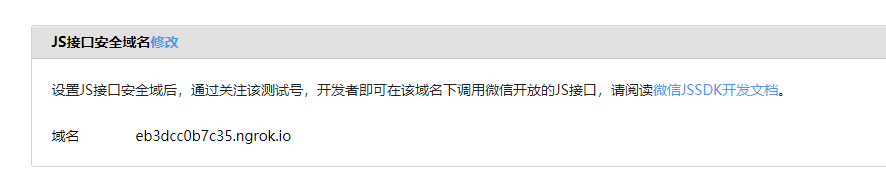 JS接口安全域名修改
设置JS接口安全域后，通过关注该测试号，开发者即可在该域名下调用微信开放的JS接口，请阅读微信JSSDK开发文档。
域名 eb3dcc0b7c35.ngrok.io